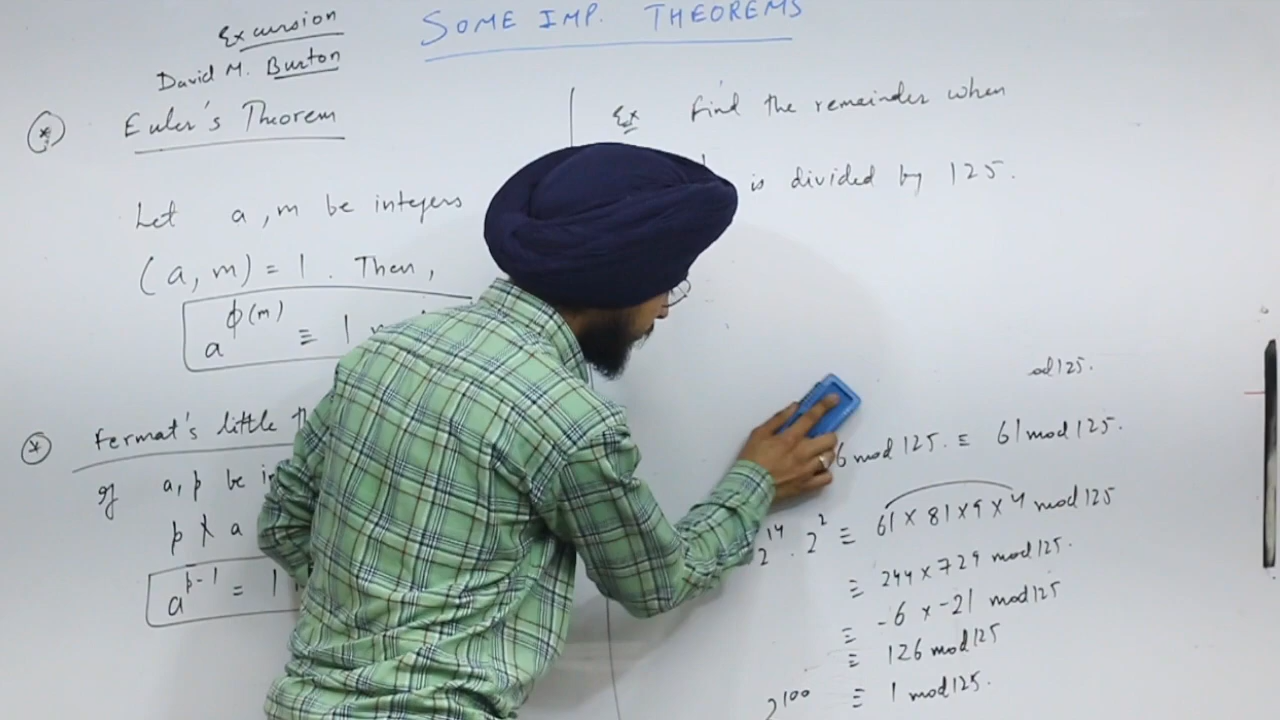 Excursion
David M. Burton
SOME IMP. THEOREMS
Euler's Theorem
Let a, m be integers
(a, m) = 1. Then,
a^ϕ(m) ≡ 1
Fermat's little
If a, p be
p ∤ a
a^p-1 = 1
Ex Find the remainder when
is divided by 125.
od 125.
6 mod 125. ≡ 61 mod 125.
2^14 . 2^2 ≡ 61 × 81 × 9 × 4 mod 125
≡ 244 × 729 mod 125.
≡ -6 × -21 mod 125
≡ 126 mod 125
2^100 ≡ 1 mod 125.